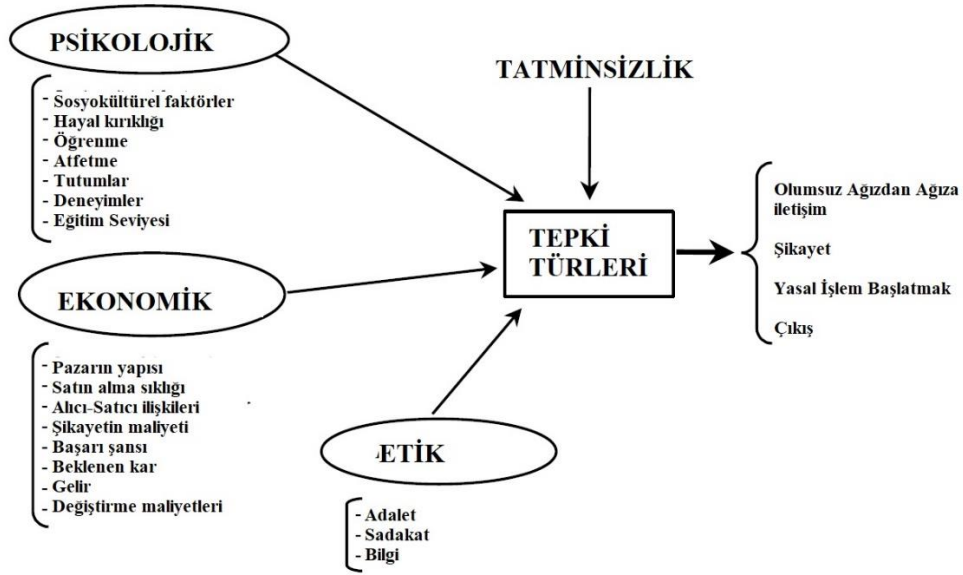 PSİKOLOJİK
- Sosyokültürel faktörler
- Hayal kırıklığı
- Öğrenme
- Atfetme
- Tutumlar
- Deneyimler
- Eğitim Seviyesi
TATMİNSİZLİK
TEPKİ
TÜRLERİ
Olumsuz Ağızdan Ağıza
iletişim
Şikayet
Yasal İşlem Başlatmak
Çıkış
EKONOMİK
- Pazarın yapısı
- Satın alma sıklığı
- Alıcı-Satıcı ilişkileri
- Şikayetin maliyeti
- Başarı şansı
- Beklenen kar
- Gelir
- Değiştirme maliyetleri
ETİK
- Adalet
- Sadakat
- Bilgi